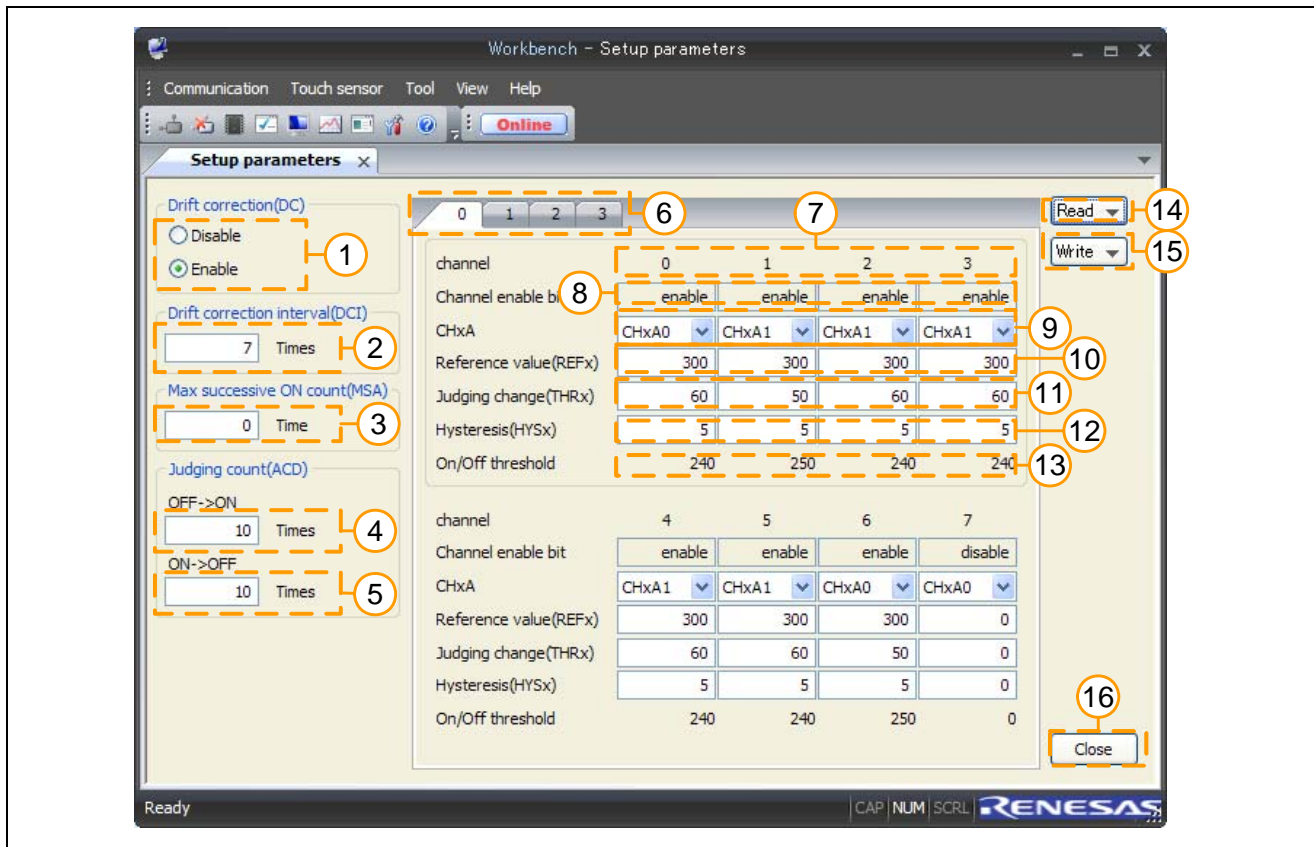 Workbench - Setup parameters
Communication Touch sensor Tool View Help
Online
Setup parameters x
Drift correction(DC)
Disable
Enable
1
Drift correction interval(DCI)
7 Times 2
Max successive ON count(MSA)
0 Time 3
Judging count(ACD)
OFF->ON
10 Times 4
ON->OFF
10 Times 5
0 1 2 3 6 7
channel 0 1 2 3
Channel enable bi 8 enable enable enable enable
CHxA CHxA0 CHxA1 CHxA1 CHxA1 9
Reference value(REFx) 300 300 300 300 10
Judging change(THRx) 60 50 60 60 11
Hysteresis(HYSx) 5 5 5 5 12
On/Off threshold 240 250 240 240 13
channel 4 5 6 7
Channel enable bit enable enable enable disable
CHxA CHxA1 CHxA1 CHxA0 CHxA0
Reference value(REFx) 300 300 300 0
Judging change(THRx) 60 60 50 0
Hysteresis(HYSx) 5 5 5 0
On/Off threshold 240 240 250 0
Read 14
Write 15
16
Close
Ready CAP NUM SCRL RENESAS